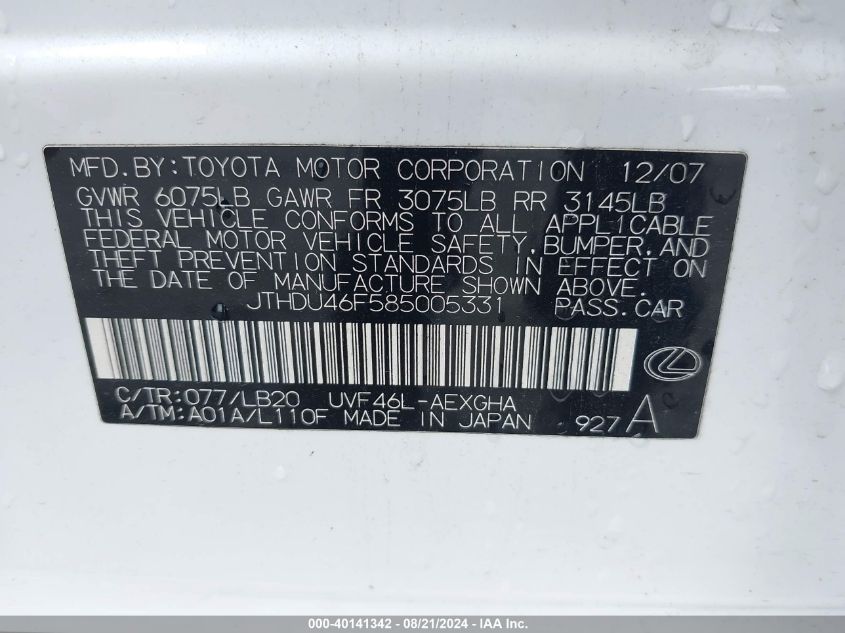 MFD.BY:TOYOTA MOTOR CORPORATION 12/07
GVWR 6075LB GAWR FR 3075LB RR 3145LB
THIS VEHICLE CONFORMS TO ALL APPLICABLE
FEDERAL MOTOR VEHICLE SAFETY,BUMPER,AND
THEFT PREVENTION STANDARDS IN EFFECT ON
THE DATE OF MANUFACTURE SHOWN ABOVE.
JTHDU46F585005331 PASS.CAR
C/TR:077/LB20 UVF46L-AEXGHA
A/TM:A01A/L110F MADE IN JAPAN 927A
000-40141342 - 08/21/2024 - IAA Inc.